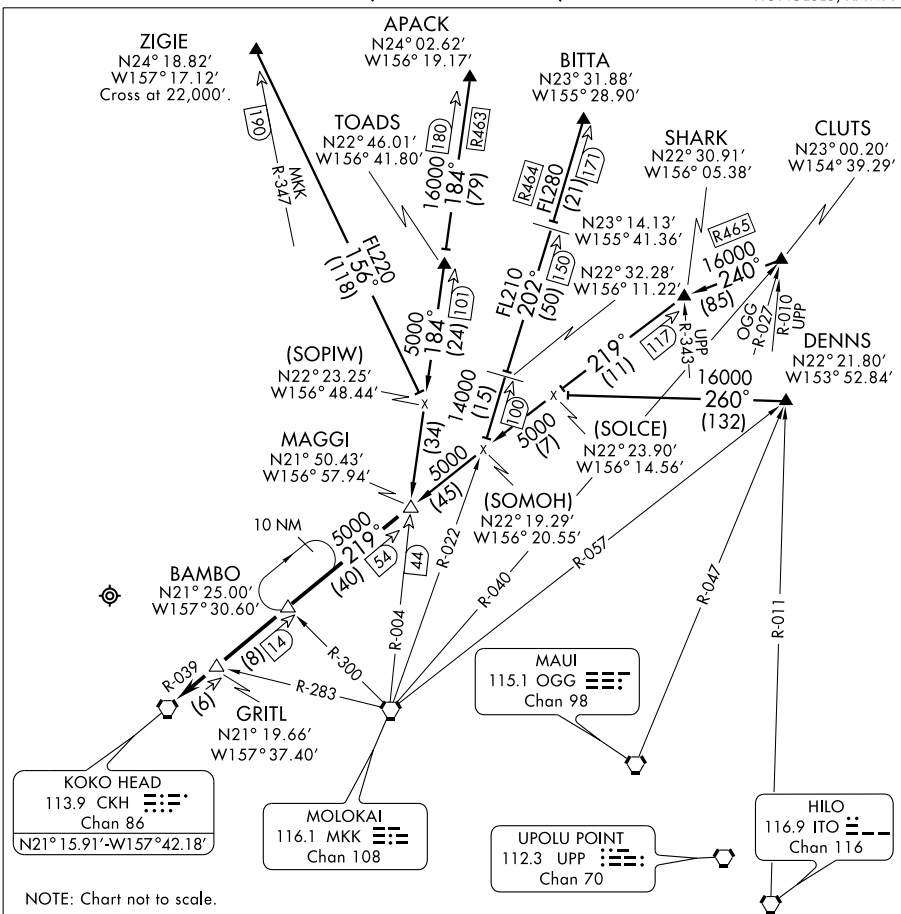 ZIGIE
N24° 18.82′
W157° 17.12′
Cross at 22,000′.
APACK
N24° 02.62′
W156° 19.17′
BITTA
N23° 31.88′
W155° 28.90′
TOADS
N22° 46.01′
W156° 41.80′
SHARK
N22° 30.91′
W156° 05.38′
CLUTS
N23° 00.20′
W154° 39.29′
190
MKK
R-347
FL220
156°
(118)
180
R463
16000
184°
(79)
R464
FL280
(21)
171
N23° 14.13′
W155° 41.36′
150
FL210
202°
(50)
N22° 32.28′
W156° 11.22′
R465
16000
240°
(85)
101
5000
184°
(24)
117
UPP
R-343
OGG
R-027
R-010
UPP
DENNS
N22° 21.80′
W153° 52.84′
(SOPIW)
N22° 23.25′
W156° 48.44′
14000
(15)
100
219°
(11)
16000
260°
(132)
(SOLCE)
N22° 23.90′
W156° 14.56′
5000
(7)
(34)
MAGGI
N21° 50.43′
W156° 57.94′
5000
(45)
(SOMOH)
N22° 19.29′
W156° 20.55′
10 NM
5000
219°
(40)
54
44
R-022
R-004
R-040
R-057
R-047
R-011
BAMBO
N21° 25.00′
W157° 30.60′
(8)
14
R-300
R-283
R-039
(6)
GRITL
N21° 19.66′
W157° 37.40′
MAUI
115.1 OGG
Chan 98
KOKO HEAD
113.9 CKH
Chan 86
N21° 15.91′-W157° 42.18′
MOLOKAI
116.1 MKK
Chan 108
UPOLU POINT
112.3 UPP
Chan 70
HILO
116.9 ITO
Chan 116
NOTE: Chart not to scale.